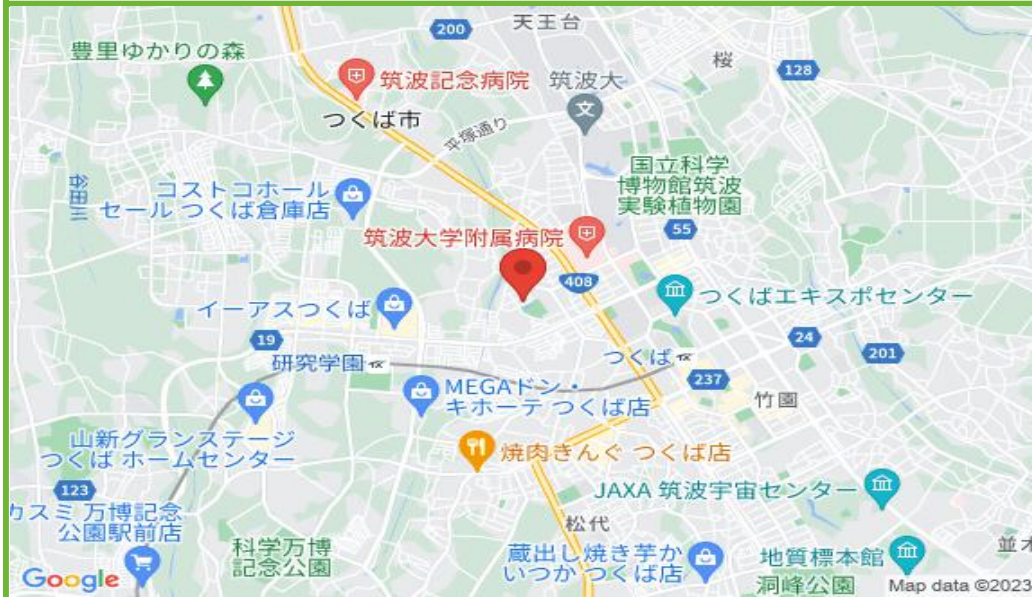 天王台
200
豊里ゆかりの森
桜
128
筑波記念病院
筑波大
つくば市
平塚通り
国立科学
博物館筑波
実験植物園
谷田川
コストコホール
セール つくば倉庫店
55
筑波大学附属病院
408
つくばエキスポセンター
イーアスつくば
19
24
研究学園
つくば
201
237
MEGAドン・
キホーテ つくば店
竹園
山新グランステージ
つくば ホームセンター
焼肉きんぐ つくば店
123
JAXA 筑波宇宙センター
カスミ 万博記念
公園駅前店
松代
科学万博
記念公園
蔵出し焼き芋か
いつか つくば店
地質標本館
並木
洞峰公園
Google
Map data ©2023